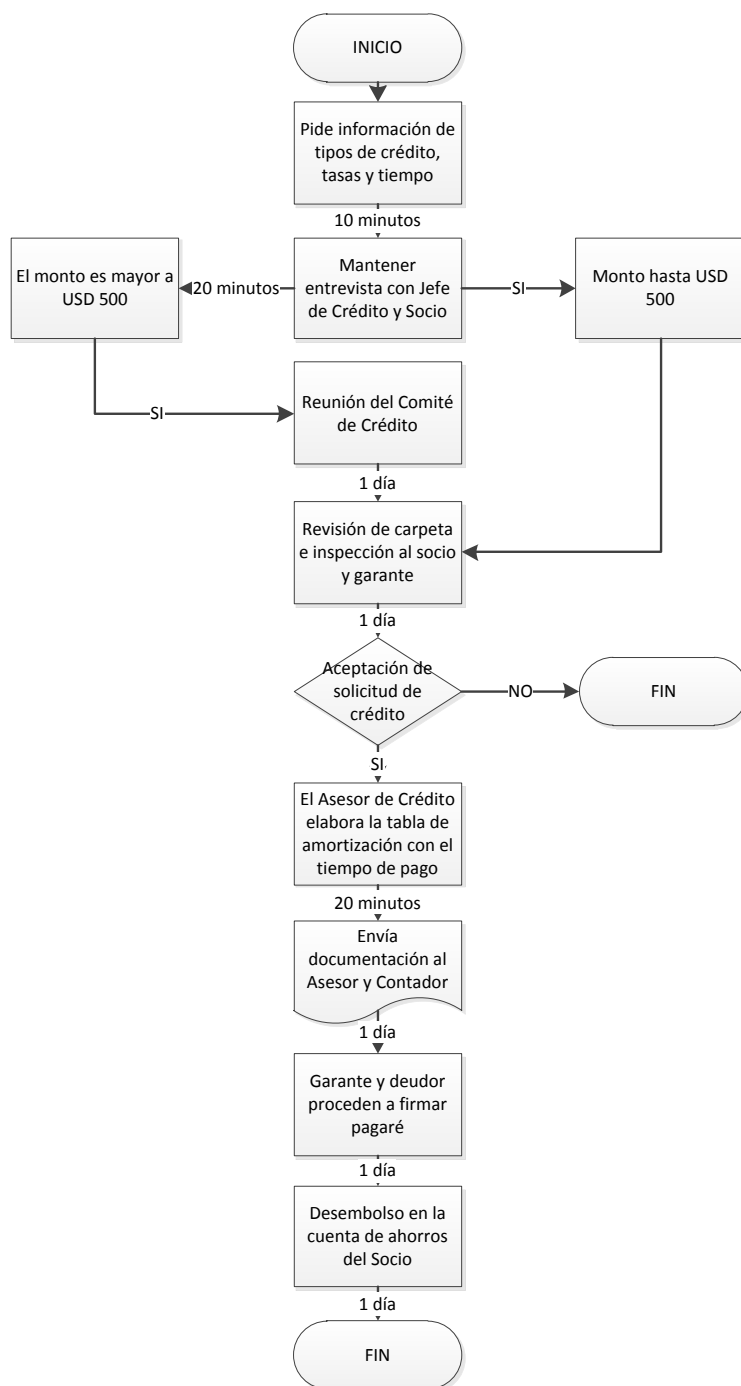 INICIO
Pide información de
tipos de crédito,
tasas y tiempo
10 minutos
El monto es mayor a
USD 500
20 minutos
Mantener
entrevista con Jefe
de Crédito y Socio
SI
Monto hasta USD
500
SI
Reunión del Comité
de Crédito
1 día
Revisión de carpeta
e inspección al socio
y garante
1 día
Aceptación de
solicitud de
crédito
NO
FIN
SI
El Asesor de Crédito
elabora la tabla de
amortización con el
tiempo de pago
20 minutos
Envía
documentación al
Asesor y Contador
1 día
Garante y deudor
proceden a firmar
pagaré
1 día
Desembolso en la
cuenta de ahorros
del Socio
1 día
FIN